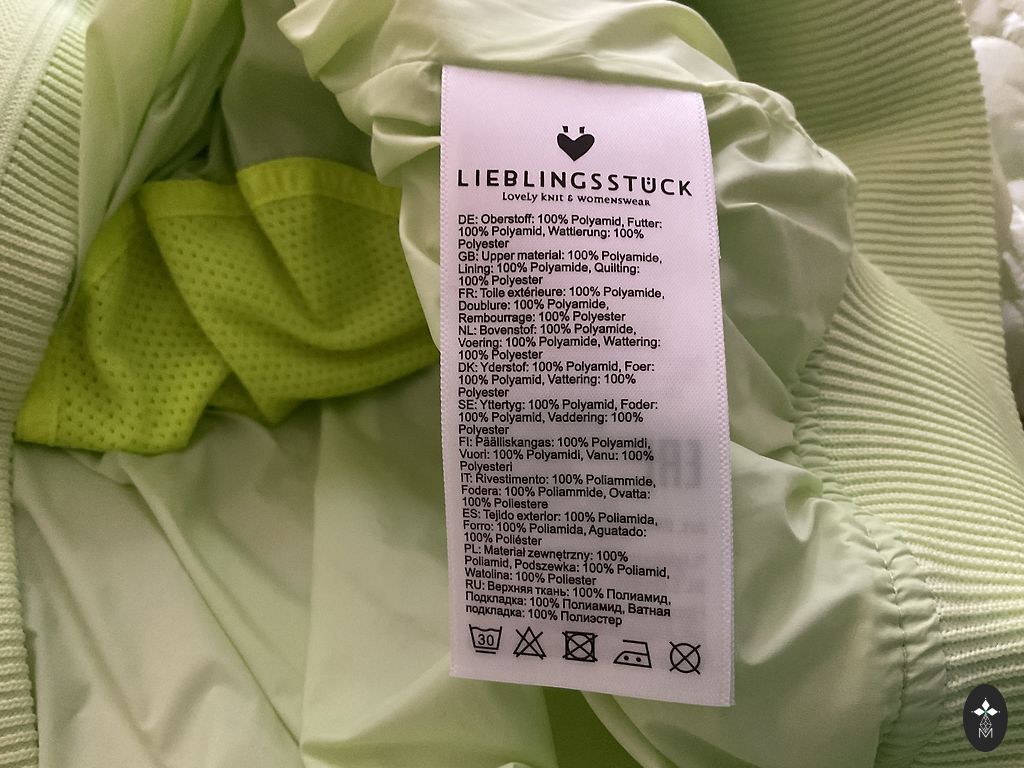 LIEBLINGSSTÜCK
LOVELY KNIT & WOMENSWEAR
DE: Oberstoff: 100% Polyamid, Futter:
100% Polyamid, Wattierung: 100%
Polyester
GB: Upper material: 100% Polyamide,
Lining: 100% Polyamide, Quilting:
100% Polyester
FR: Toile extérieure: 100% Polyamide,
Doublure: 100% Polyamide,
Rembourrage: 100% Polyester
NL: Bovenstof: 100% Polyamide,
Voering: 100% Polyamide, Wattering:
100% Polyester
DK: Yderstof: 100% Polyamid, Foer:
100% Polyamid, Vattering: 100%
Polyester
SE: Yttertyg: 100% Polyamid, Foder:
100% Polyamid, Vaddering: 100%
Polyester
FI: Päälliskangas: 100% Polyamidi,
Vuori: 100% Polyamidi, Vanu: 100%
Polyesteri
IT: Rivestimento: 100% Poliammide,
Fodera: 100% Poliammide, Ovatta:
100% Poliestere
ES: Tejido exterior: 100% Poliamida,
Forro: 100% Poliamida, Aguatado:
100% Poliéster
PL: Materiał zewnętrzny: 100%
Poliamid, Podszewka: 100% Poliamid,
Watolina: 100% Poliester
RU: Верхняя ткань: 100% Полиамид,
Подкладка: 100% Полиамид, Ватная
подкладка: 100% Полиэстер
30
M